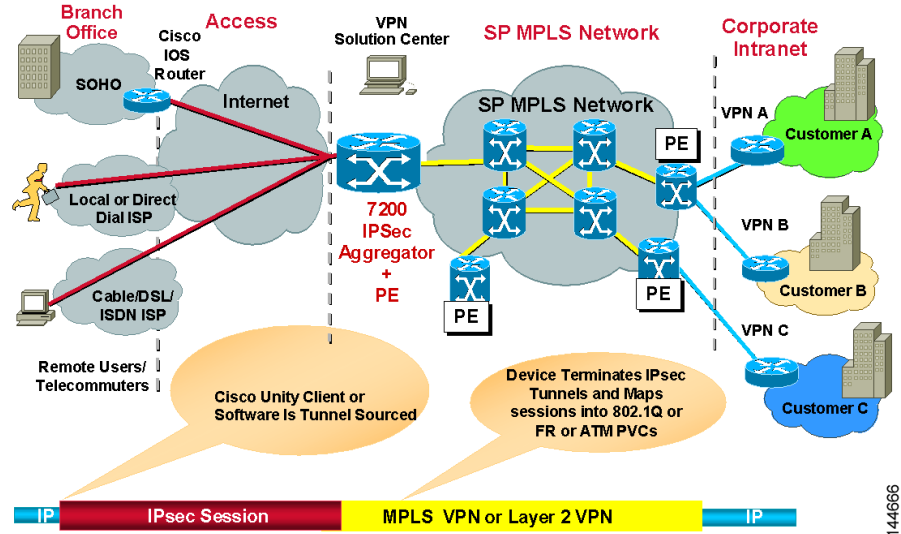 Branch
Office
Access
VPN
Solution Center
SP MPLS Network
Corporate
Intranet
Cisco
IOS
Router
SOHO
Internet
SP MPLS Network
VPN A
Customer A
PE
Local or Direct
Dial ISP
7200
IPSec
Aggregator
+
PE
VPN B
Customer B
PE
PE
Cable/DSL/
ISDN ISP
VPN C
Customer C
Remote Users/
Telecommuters
Cisco Unity Client or
Software Is Tunnel Sourced
Device Terminates IPsec
Tunnels and Maps
sessions into 802.1Q or
FR or ATM PVCs
IP
IPsec Session
MPLS VPN or Layer 2 VPN
IP
144666